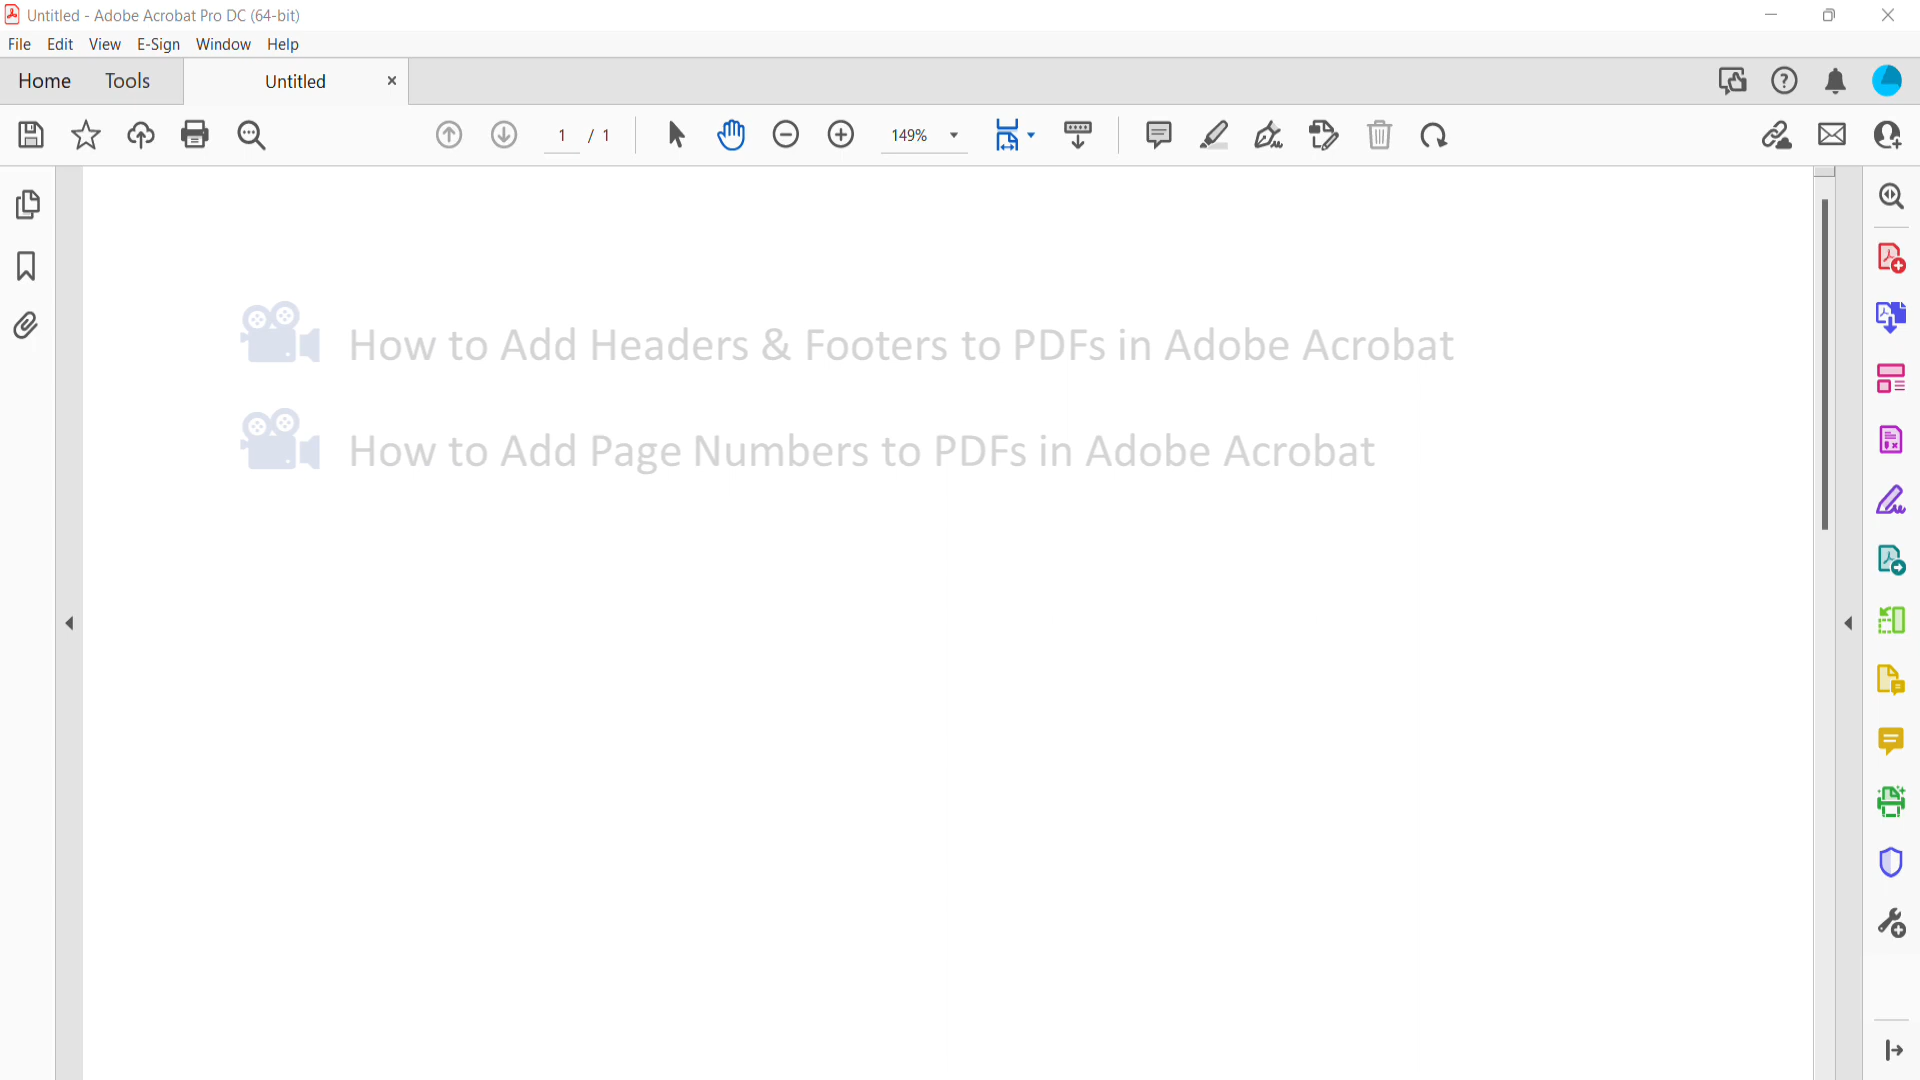 Untitled - Adobe Acrobat Pro DC (64-bit)
File Edit View E-Sign Window Help
Home Tools Untitled
1 / 1 149%
How to Add Headers & Footers to PDFs in Adobe Acrobat
How to Add Page Numbers to PDFs in Adobe Acrobat